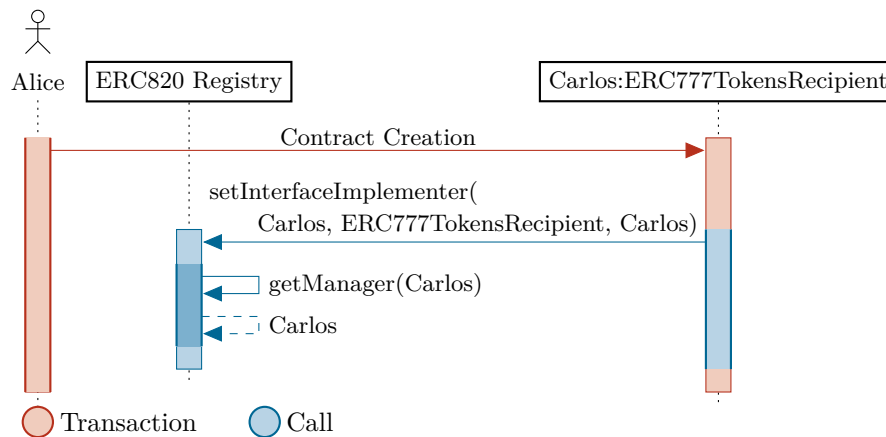 Alice
ERC820 Registry
Carlos:ERC777TokensRecipient
Contract Creation
setInterfaceImplementer(
Carlos, ERC777TokensRecipient, Carlos)
getManager(Carlos)
Carlos
Transaction
Call